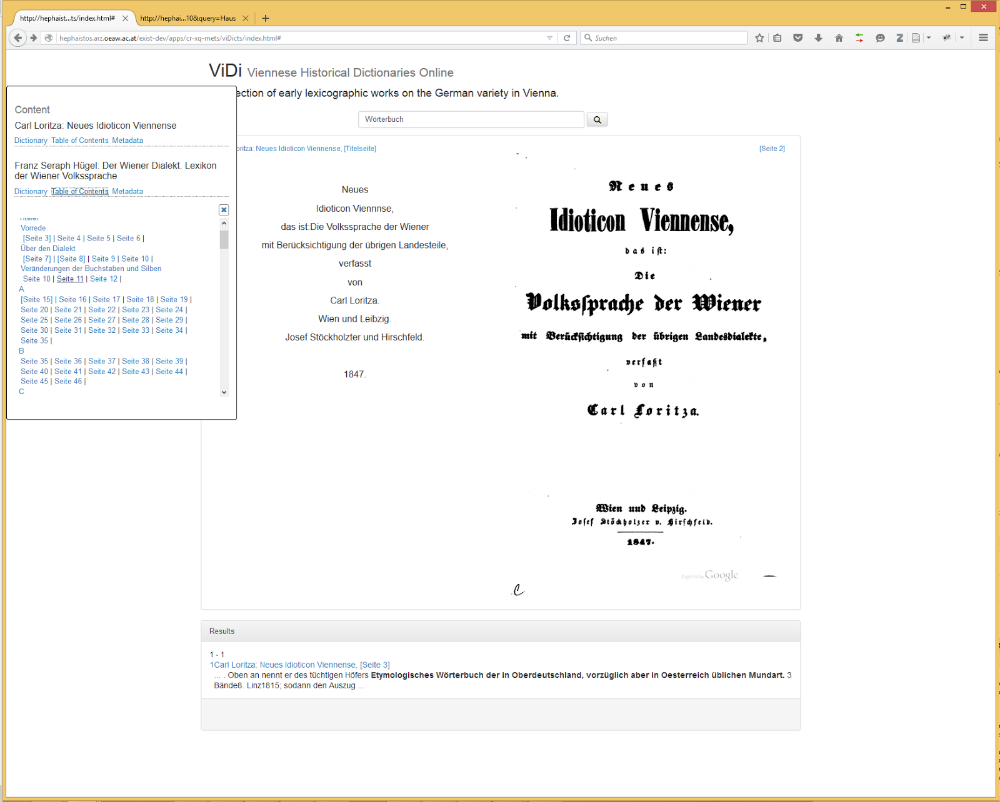 http://hephaist...ts/index.html#
http://hephai...10&query=Haus
hephaistos.arz.oeaw.ac.at/exist-dev/apps/cr-xq-mets/viDicts/index.html#
Suchen
ViDi Viennese Historical Dictionaries Online
ection of early lexicographic works on the German variety in Vienna.
Wörterbuch
Content
Carl Loritza: Neues Idioticon Viennense
Dictionary Table of Contents Metadata
Franz Seraph Hügel: Der Wiener Dialekt. Lexikon
der Wiener Volkssprache
Dictionary Table of Contents Metadata
Vorrede
[Seite 3] | Seite 4 | Seite 5 | Seite 6 |
Über den Dialekt
[Seite 7] | [Seite 8] | Seite 9 | Seite 10 |
Veränderungen der Buchstaben und Silben
Seite 10 | Seite 11 | Seite 12 |
A
[Seite 15] | Seite 16 | Seite 17 | Seite 18 | Seite 19 |
Seite 20 | Seite 21 | Seite 22 | Seite 23 | Seite 24 |
Seite 25 | Seite 26 | Seite 27 | Seite 28 | Seite 29 |
Seite 30 | Seite 31 | Seite 32 | Seite 33 | Seite 34 |
Seite 35 |
B
Seite 35 | Seite 36 | Seite 37 | Seite 38 | Seite 39 |
Seite 40 | Seite 41 | Seite 42 | Seite 43 | Seite 44 |
Seite 45 | Seite 46 |
C
oritza: Neues Idioticon Viennense, [Titelseite]
[Seite 2]
Neues
Idioticon Viennnse,
das ist:Die Volkssprache der Wiener
mit Berücksichtigung der übrigen Landesteile,
verfasst
von
Carl Loritza.
Wien und Leibzig.
Josef Stöckholzter und Hirschfeld.
1847.
Neues
Idioticon Viennense,
das ist:
Die
Volkssprache der Wiener
mit Berücksichtigung der übrigen Landesdialekte,
verfaßt
von
Carl Loritza.
Wien und Leipzig.
Josef Stöckholzer v. Hirschfeld.
1847.
Digitized by Google
C
Results
1 - 1
1Carl Loritza: Neues Idioticon Viennense, [Seite 3]
... . Oben an nennt er des tüchtigen Höfers Etymologisches Wörterbuch der in Oberdeutschland, vorzüglich aber in Oesterreich üblichen Mundart. 3
Bände8. Linz1815; sodann den Auszug ...